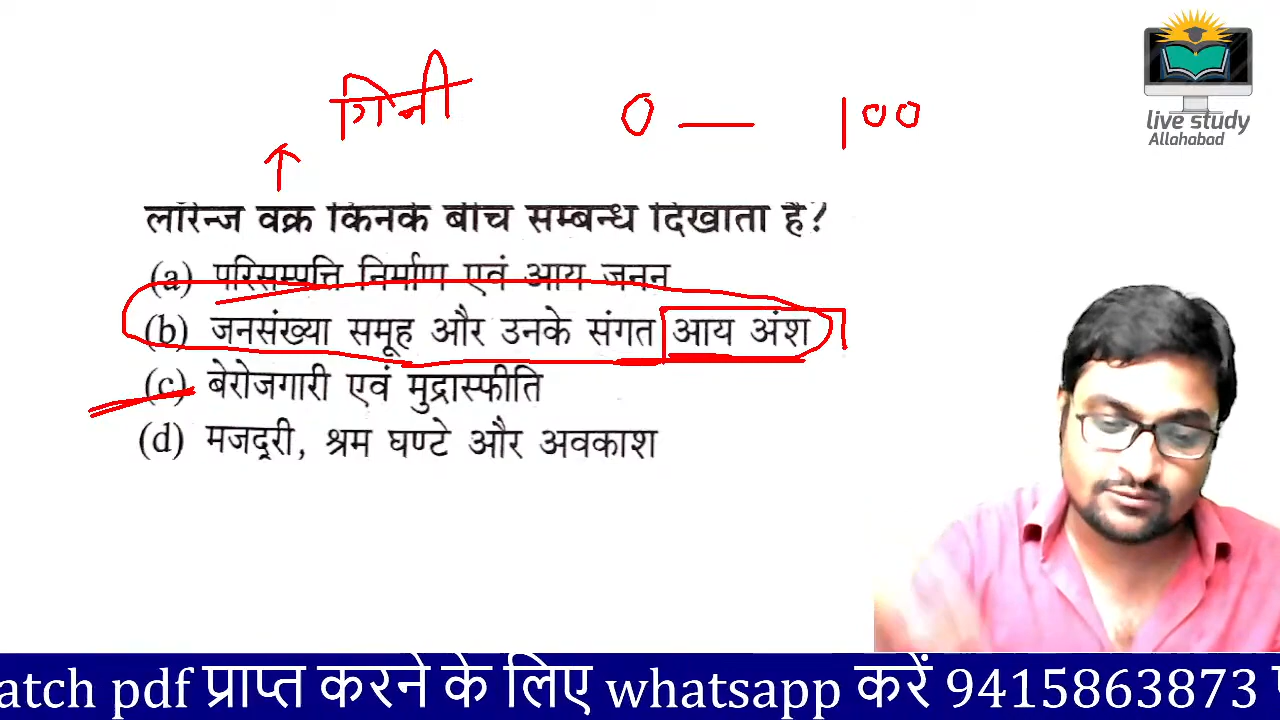 गिनी 0 — 100
live study
Allahabad
लॉरेन्ज वक्र किनके बीच सम्बन्ध दिखाता है?
(a) परिसम्पत्ति निर्माण एवं आय जनन
(b) जनसंख्या समूह और उनके संगत आय अंश
(c) बेरोजगारी एवं मुद्रास्फीति
(d) मजदूरी, श्रम घण्टे और अवकाश
atch pdf प्राप्त करने के लिए whatsapp करें 9415863873